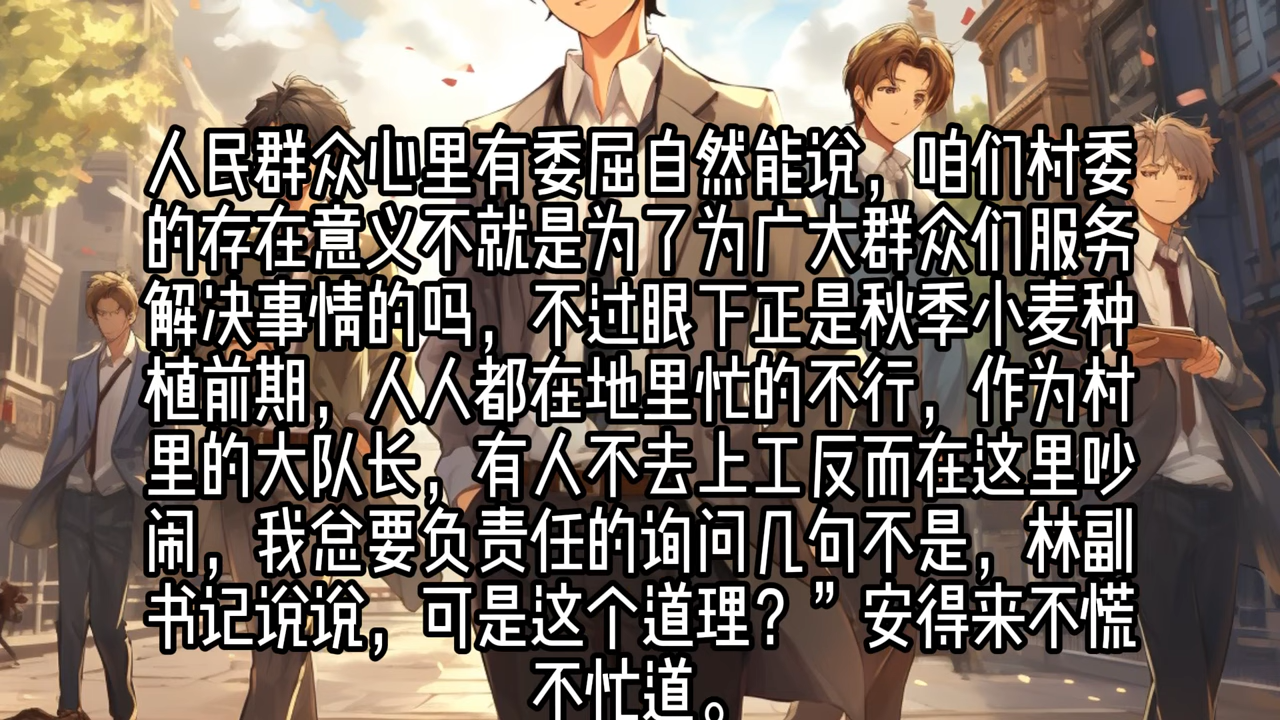 人民群众心里有委屈自然能说，咱们村委
的存在意义不就是为了为广大群众们服务
解决事情的吗，不过眼下正是秋季小麦种
植前期，人人都在地里忙的不行，作为村
里的大队长，有人不去上工反而在这里吵
闹，我总要负责任的询问几句不是，林副
书记说说，可是这个道理？”安得来不慌
不忙道。